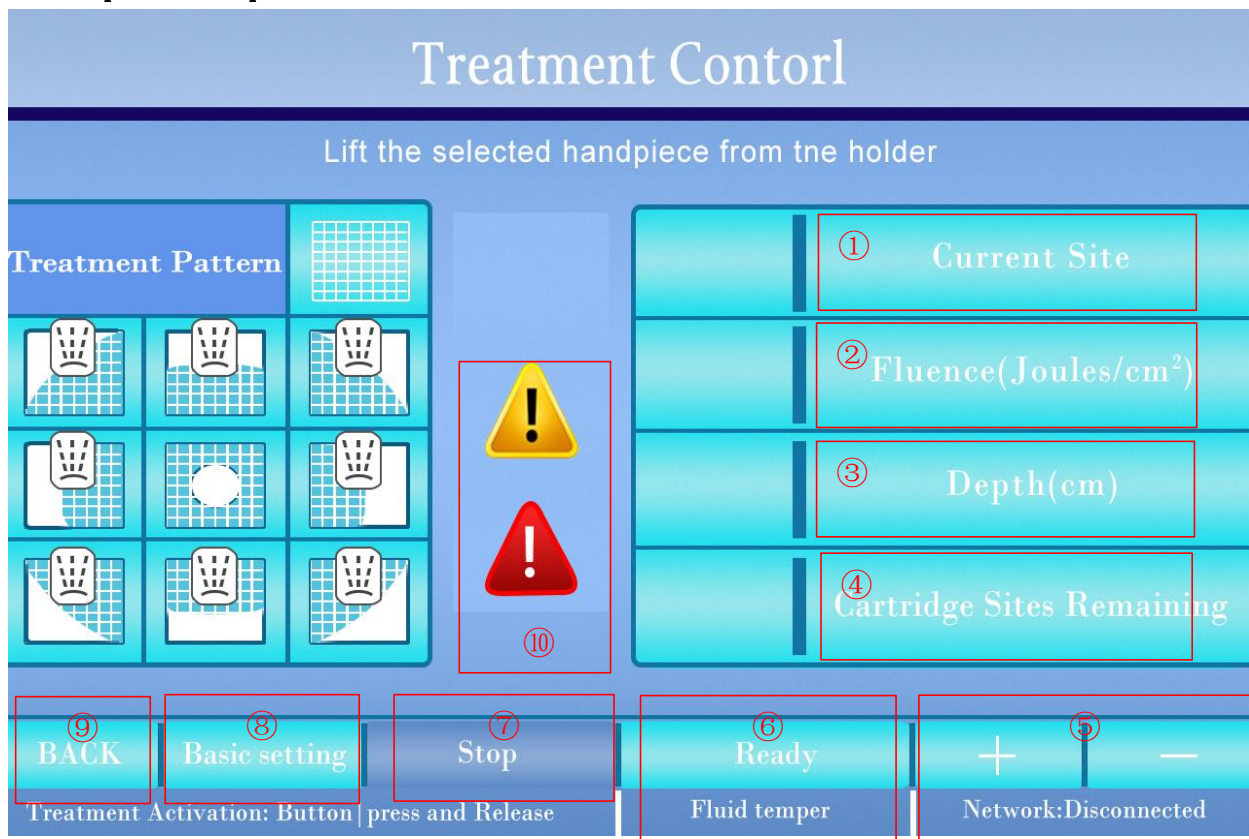 Treatment Contorl
Lift the selected handpiece from tne holder
Treatment Pattern
① Current Site
② Fluence(Joules/cm²)
③ Depth(cm)
④ Cartridge Sites Remaining
!
!
⑩
⑨ ⑧ ⑦ ⑥ ⑤
BACK Basic setting Stop Ready + −
Treatment Activation: Button|press and Release Fluid temper Network:Disconnected